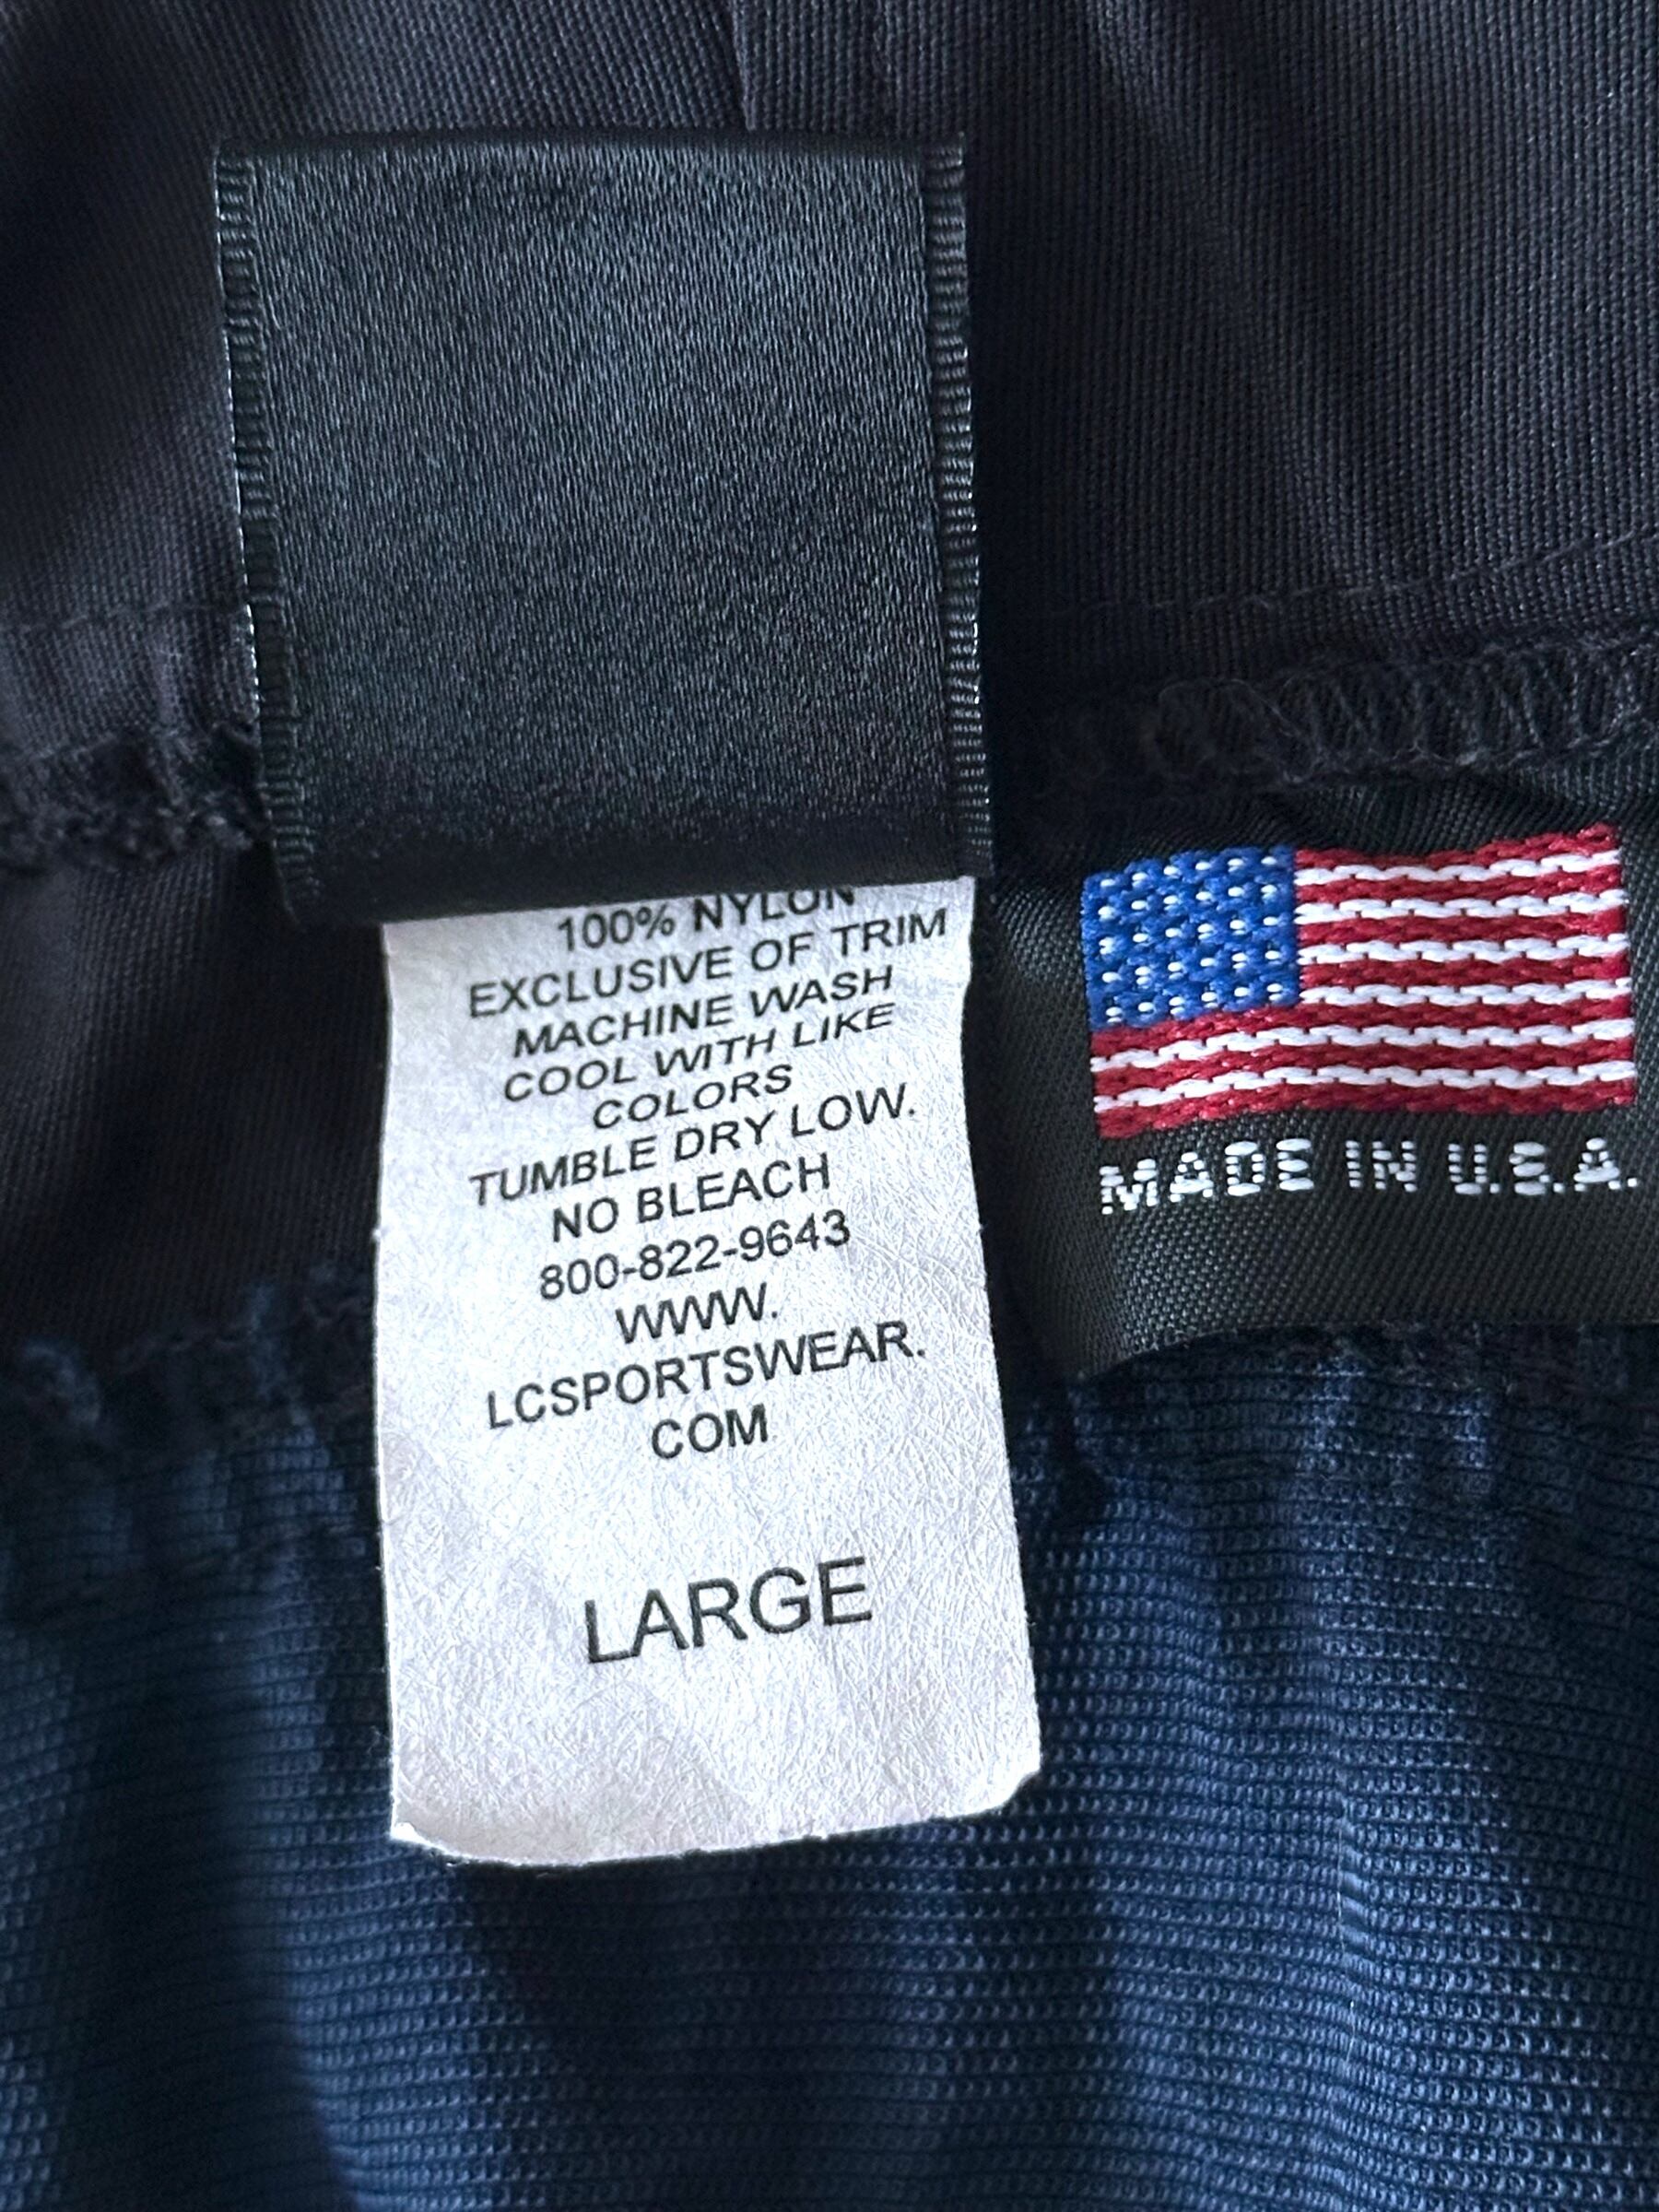 100% NYLON
EXCLUSIVE OF TRIM
MACHINE WASH
COOL WITH LIKE
COLORS
TUMBLE DRY LOW.
NO BLEACH
800-822-9643
WWW.
LCSPORTSWEAR.
COM
LARGE
MADE IN U.S.A.